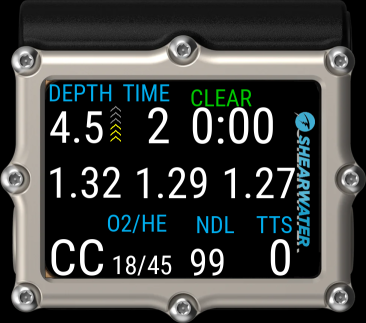 DEPTH TIME CLEAR
4.5 2 0:00
1.32 1.29 1.27
O2/HE NDL TTS
CC 18/45 99 0
SHEARWATER